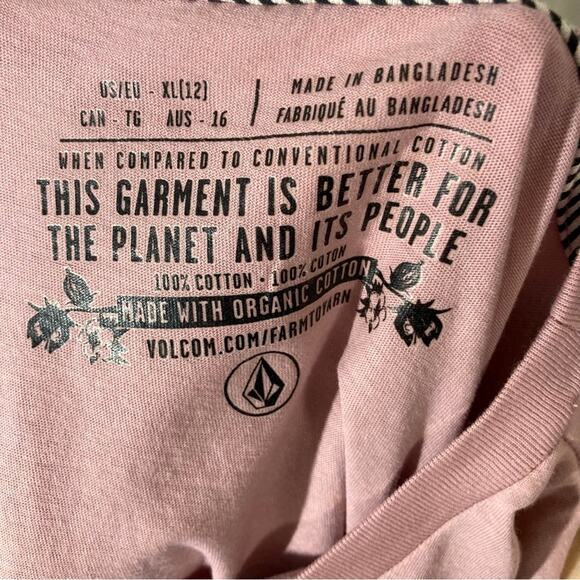 US/EU - XL(12)
CAN - TG AUS - 16
MADE IN BANGLADESH
FABRIQUÉ AU BANGLADESH
WHEN COMPARED TO CONVENTIONAL COTTON
THIS GARMENT IS BETTER FOR
THE PLANET AND ITS PEOPLE
100% COTTON - 100% COTON
MADE WITH ORGANIC COTTON
VOLCOM.COM/FARMTOYARN